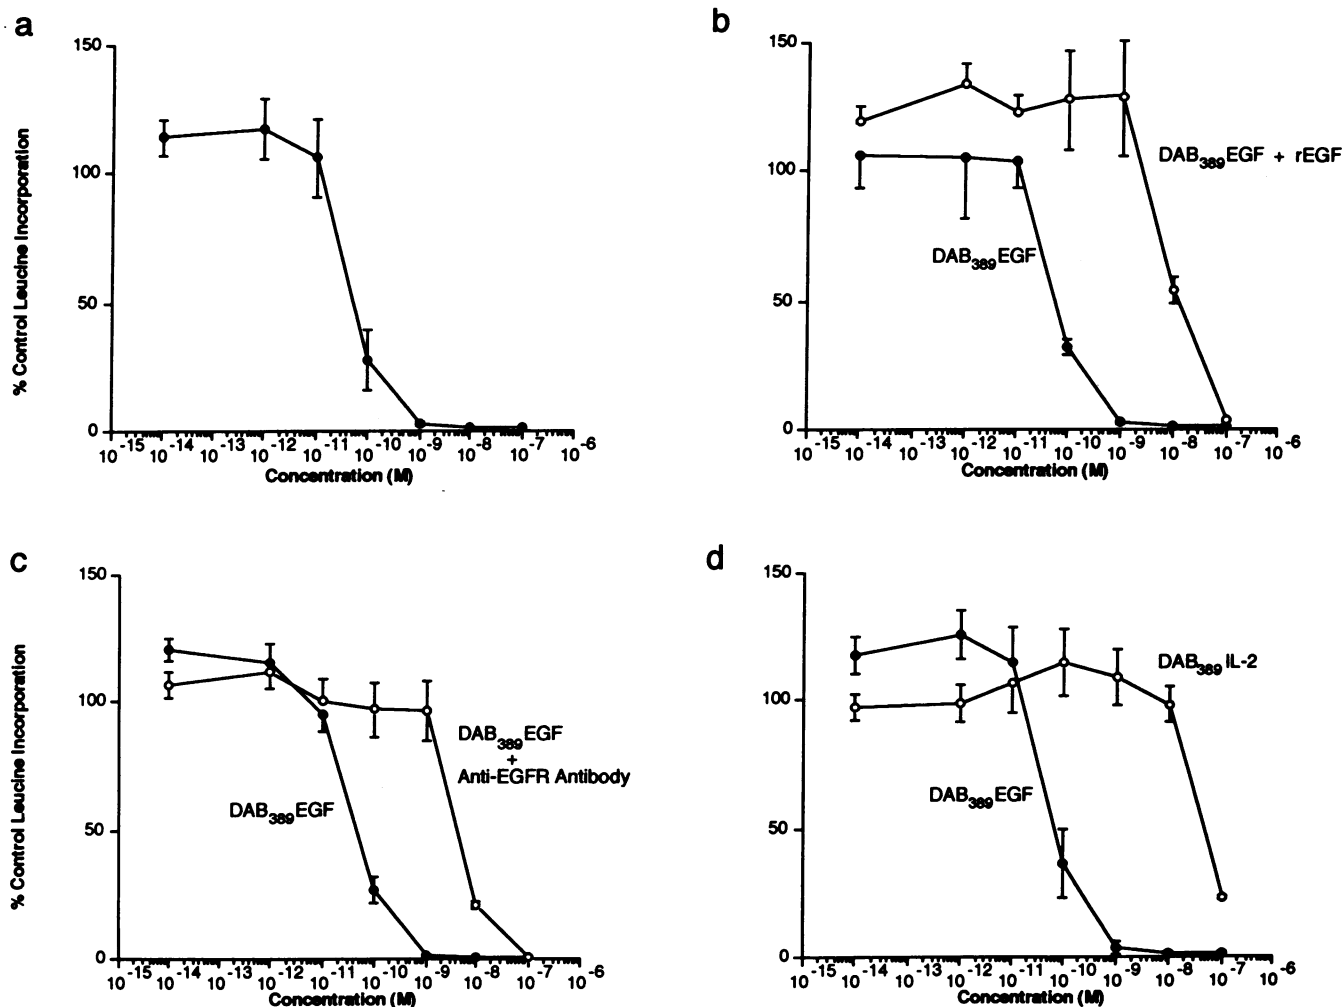 a
150
100
50
0
% Control Leucine Incorporation
10-15 10-14 10-13 10-12 10-11 10-10 10-9 10-8 10-7 10-6
Concentration (M)
b
150
100
50
0
DAB389EGF + rEGF
DAB389EGF
10-15 10-14 10-13 10-12 10-11 10-10 10-9 10-8 10-7 10-6
Concentration (M)
c
150
100
50
0
% Control Leucine Incorporation
DAB389EGF
+
Anti-EGFR Antibody
DAB389EGF
10-15 10-14 10-13 10-12 10-11 10-10 10-9 10-8 10-7 10-6
Concentration (M)
d
150
100
50
0
DAB389IL-2
DAB389EGF
10-15 10-14 10-13 10-12 10-11 10-10 10-9 10-8 10-7 10-6
Concentration (M)